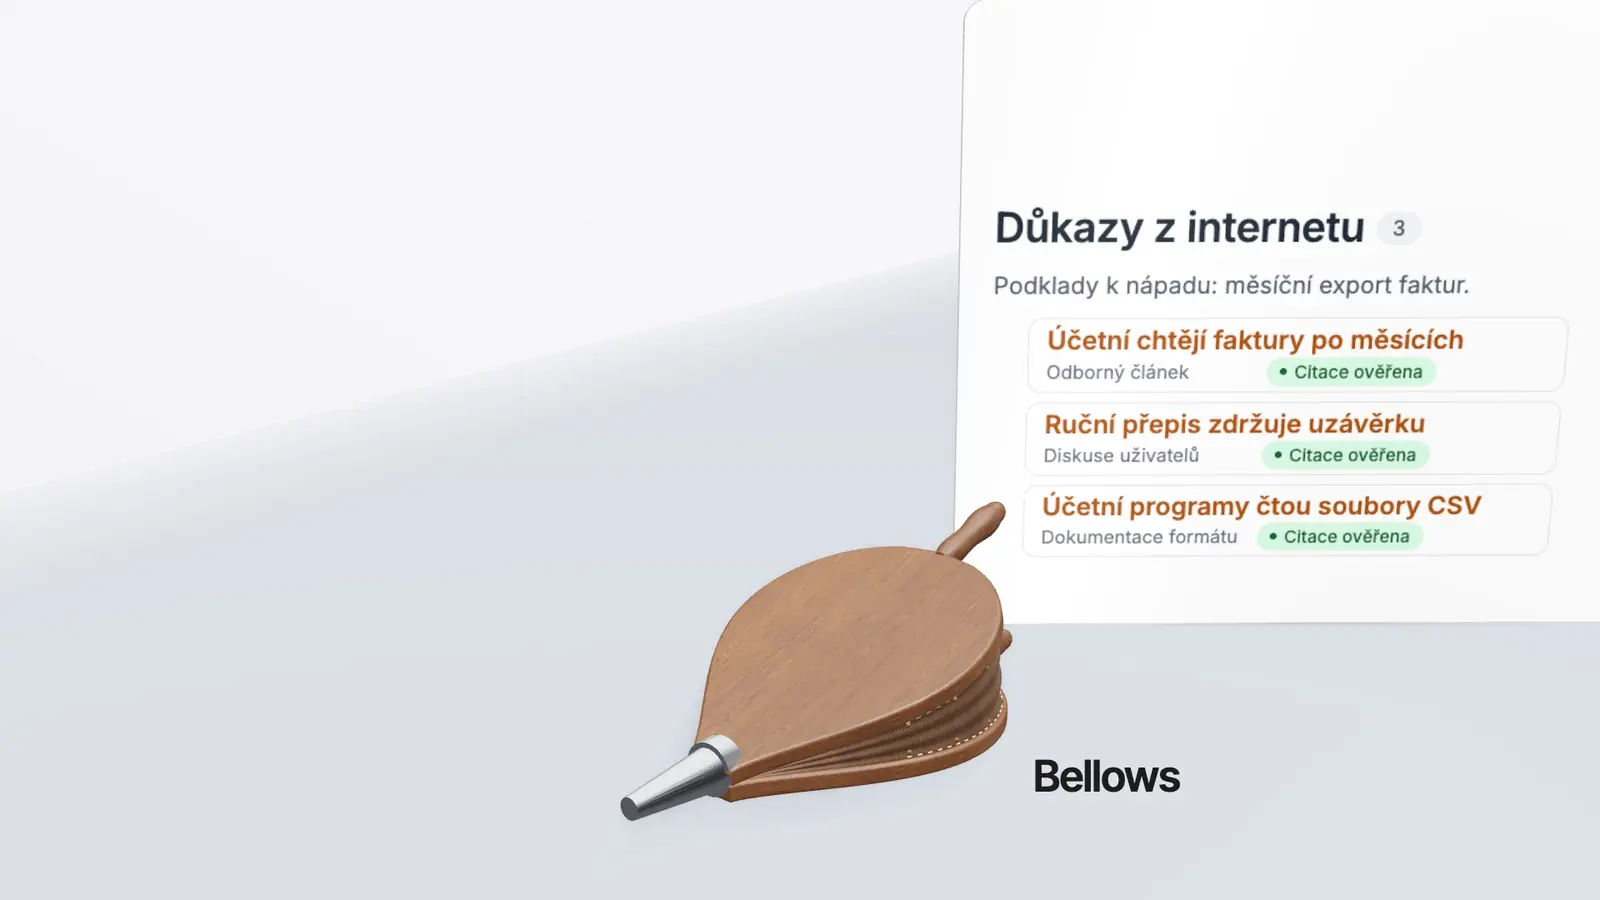 Důkazy z internetu 3
Podklady k nápadu: měsíční export faktur.
Účetní chtějí faktury po měsících
Odborný článek • Citace ověřena
Ruční přepis zdržuje uzávěrku
Diskuse uživatelů • Citace ověřena
Účetní programy čtou soubory CSV
Dokumentace formátu • Citace ověřena
Bellows